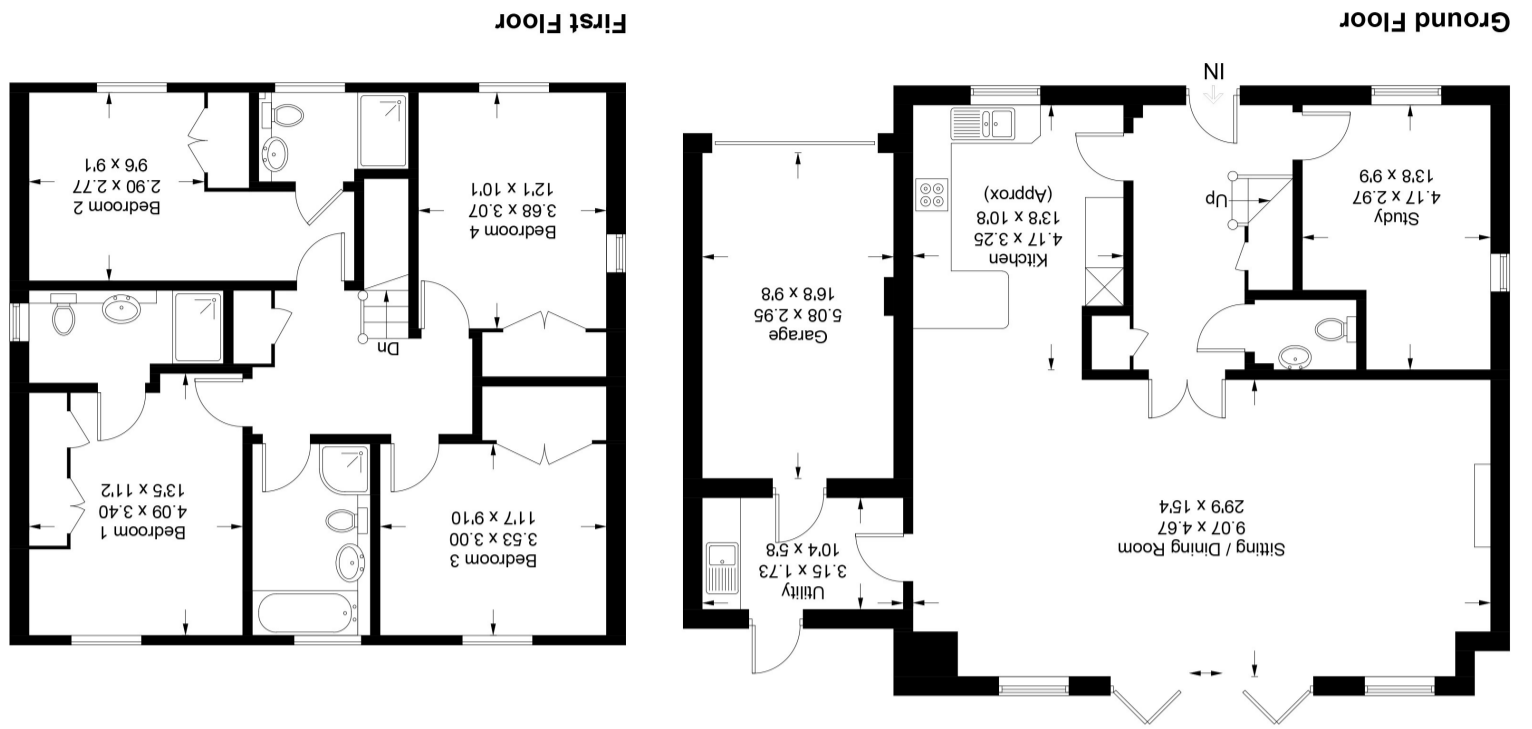 Ground Floor
Sitting / Dining Room
9.07 x 4.67
29'9 x 15'4
Utility
3.15 x 1.73
10'4 x 5'8
Garage
5.08 x 2.95
16'8 x 9'8
Kitchen
4.17 x 3.25
13'8 x 10'8
(Approx)
Study
4.17 x 2.97
13'8 x 9'9
Up
IN
First Floor
Bedroom 3
3.53 x 3.00
11'7 x 9'10
Bedroom 1
4.09 x 3.40
13'5 x 11'2
Dn
Bedroom 4
3.68 x 3.07
12'1 x 10'1
Bedroom 2
2.90 x 2.77
9'6 x 9'1